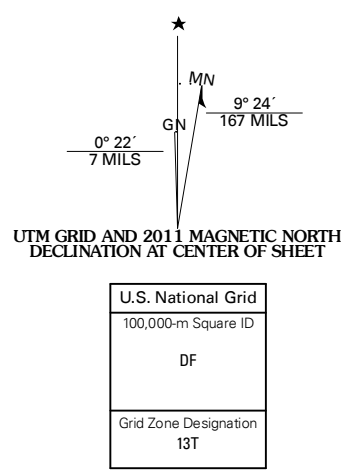 MN
GN
9° 24´
167 MILS
0° 22´
7 MILS
UTM GRID AND 2011 MAGNETIC NORTH
DECLINATION AT CENTER OF SHEET
U.S. National Grid
100,000-m Square ID
DF
Grid Zone Designation
13T